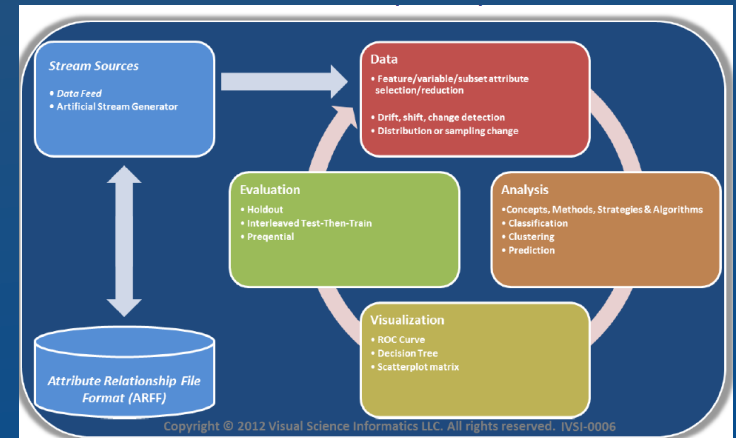 Stream Sources
• Data Feed
• Artificial Stream Generator
Data
• Feature/variable/subset attribute
selection/reduction
• Drift, shift, change detection
• Distribution or sampling change
Evaluation
• Holdout
• Interleaved Test-Then-Train
• Preqential
Analysis
•Concepts, Methods, Strategies & Algorithms
• Classification
• Clustering
• Prediction
Visualization
• ROC Curve
• Decision Tree
• Scatterplot matrix
Attribute Relationship File
Format (ARFF)
Copyright © 2012 Visual Science Informatics LLC. All rights reserved. IVSI-0006